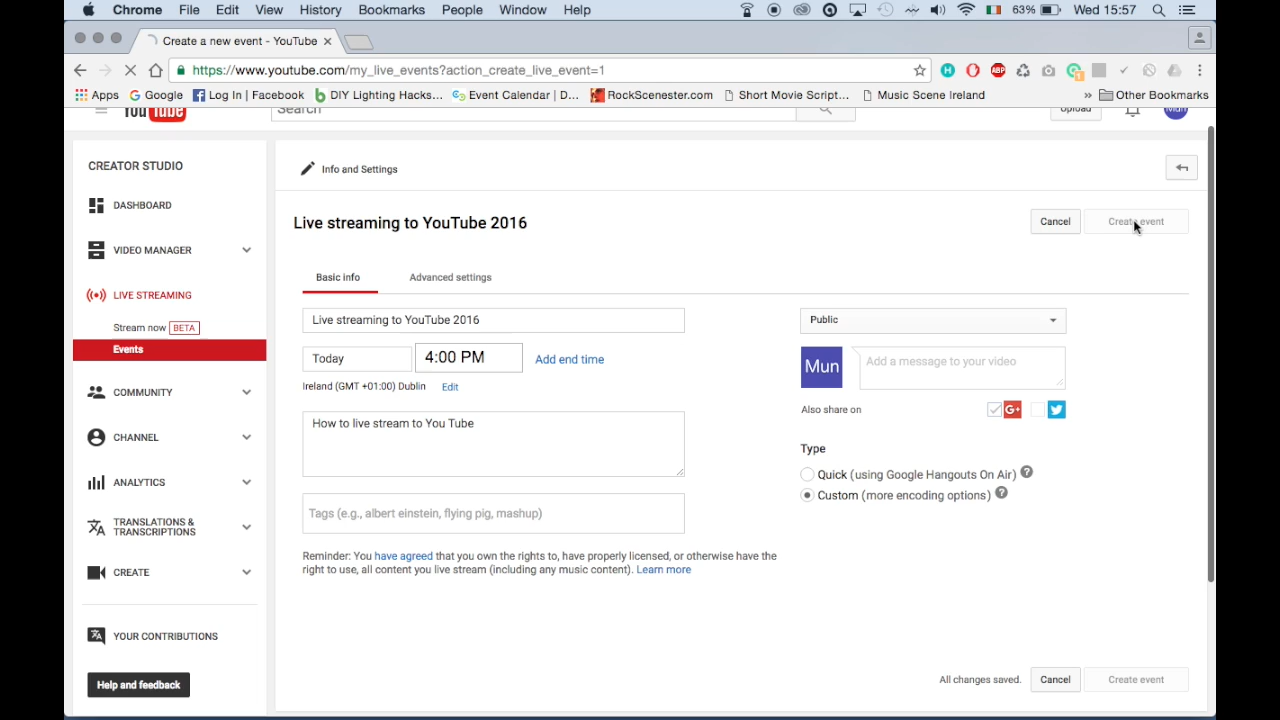 Chrome File Edit View History Bookmarks People Window Help 63% Wed 15:57
Create a new event - YouTube
https://www.youtube.com/my_live_events?action_create_live_event=1
Apps Google Log In | Facebook DIY Lighting Hacks... Event Calendar | D... RockScenester.com Short Movie Script... Music Scene Ireland » Other Bookmarks
YouTube Search Upload Mun
CREATOR STUDIO
Info and Settings
DASHBOARD
Live streaming to YouTube 2016
Cancel Create event
VIDEO MANAGER
Basic info Advanced settings
LIVE STREAMING
Stream now BETA
Events
Live streaming to YouTube 2016
Public
Today 4:00 PM Add end time
Mun Add a message to your video
Ireland (GMT +01:00) Dublin Edit
COMMUNITY
Also share on G+
How to live stream to You Tube
CHANNEL
Type
Quick (using Google Hangouts On Air) ?
ANALYTICS
Custom (more encoding options) ?
Tags (e.g., albert einstein, flying pig, mashup)
TRANSLATIONS &
TRANSCRIPTIONS
Reminder: You have agreed that you own the rights to, have properly licensed, or otherwise have the
right to use, all content you live stream (including any music content). Learn more
CREATE
YOUR CONTRIBUTIONS
Help and feedback
All changes saved. Cancel Create event